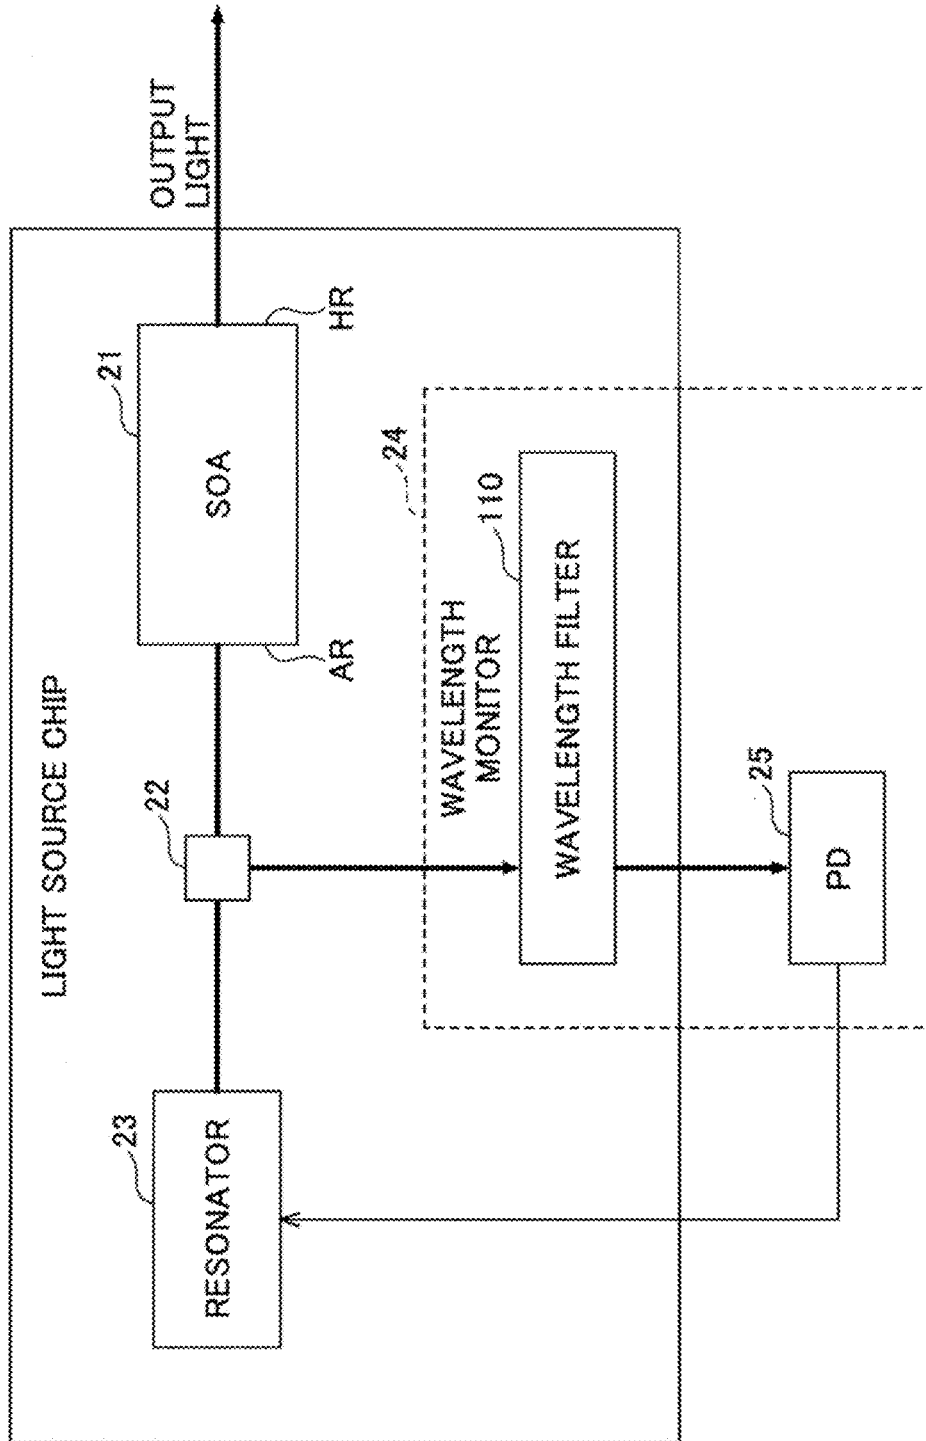 LIGHT SOURCE CHIP
23
RESONATOR
22
21
SOA
AR
HR
OUTPUT
LIGHT
24
WAVELENGTH
MONITOR
110
WAVELENGTH FILTER
25
PD